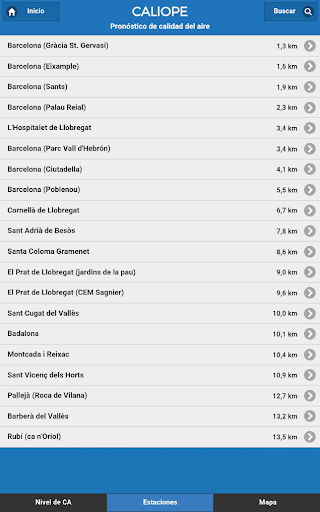 Inicio
CALIOPE
Buscar
Pronóstico de calidad del aire
Barcelona (Gràcia St. Gervasi) 1,3 km
Barcelona (Eixample) 1,6 km
Barcelona (Sants) 1,9 km
Barcelona (Palau Reial) 2,3 km
L'Hospitalet de Llobregat 3,4 km
Barcelona (Parc Vall d'Hebrón) 3,4 km
Barcelona (Ciutadella) 4,1 km
Barcelona (Poblenou) 5,5 km
Cornellà de Llobregat 6,7 km
Sant Adrià de Besòs 7,8 km
Santa Coloma Gramenet 8,6 km
El Prat de Llobregat (jardins de la pau) 9,0 km
El Prat de Llobregat (CEM Sagnier) 9,6 km
Sant Cugat del Vallès 10,0 km
Badalona 10,1 km
Montcada i Reixac 10,4 km
Sant Vicenç dels Horts 10,9 km
Pallejà (Roca de Vilana) 12,7 km
Barberà del Vallès 13,2 km
Rubí (ca n'Oriol) 13,5 km
Nivel de CA
Estaciones
Mapa